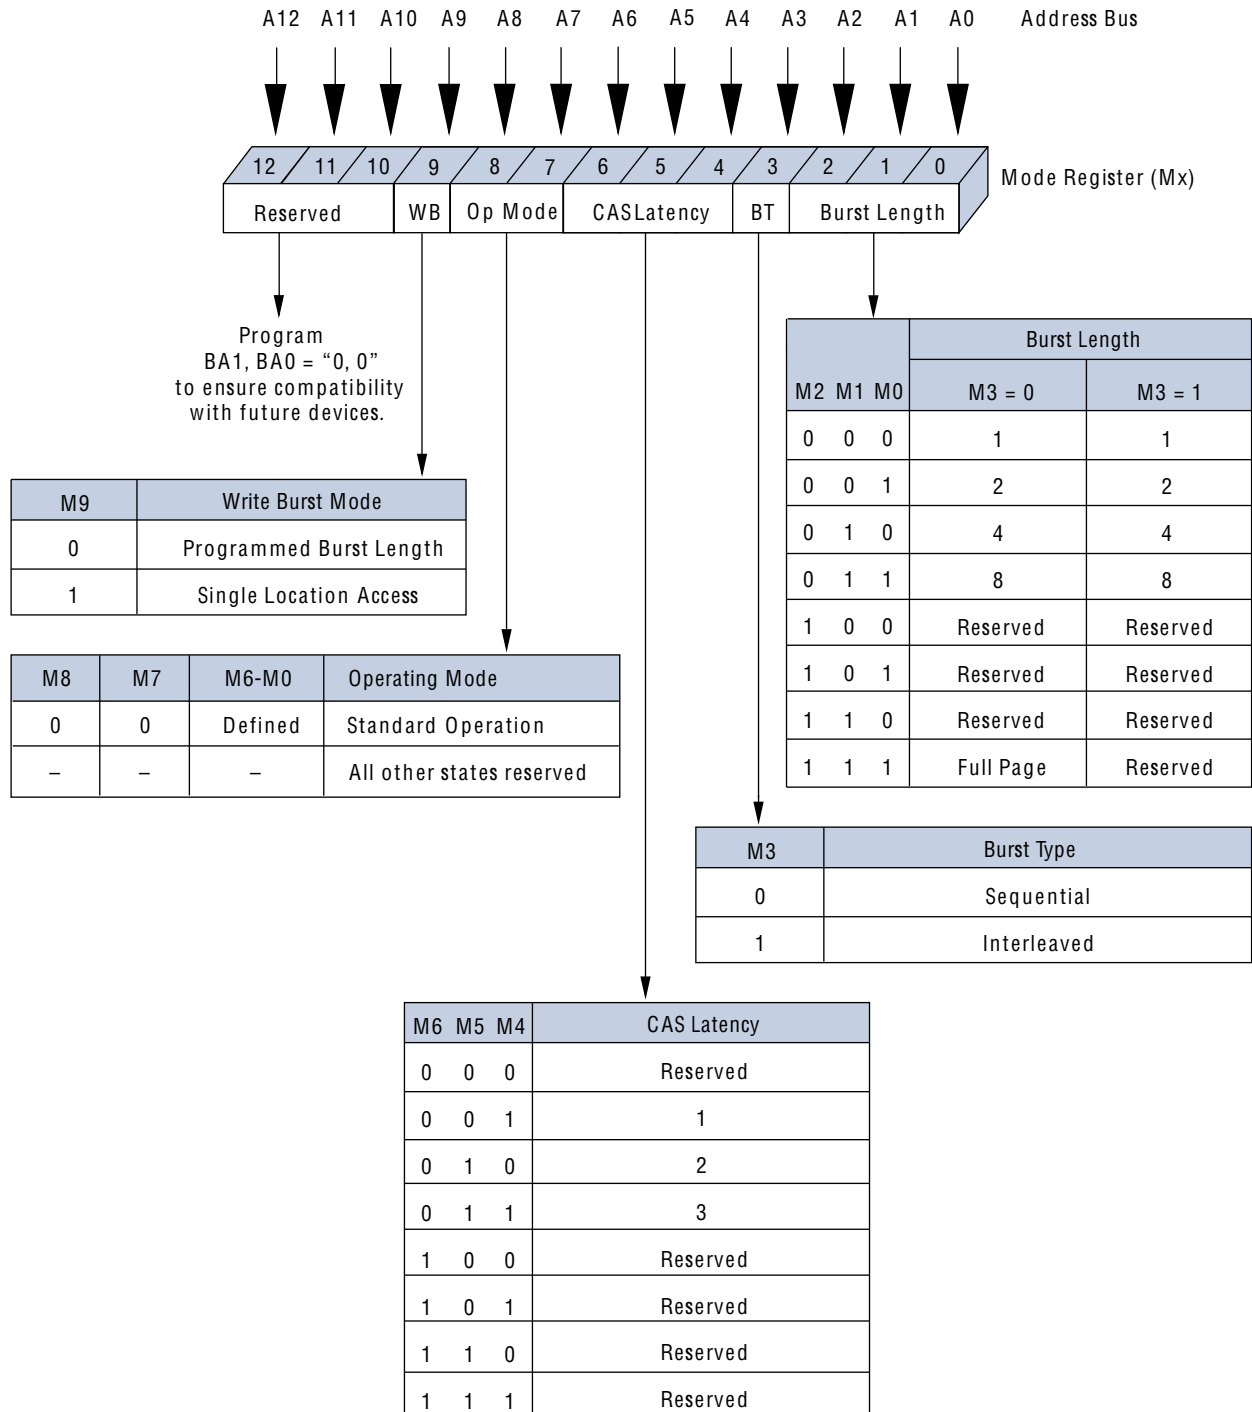 A12 A11 A10 A9 A8 A7 A6 A5 A4 A3 A2 A1 A0 Address Bus
12 11 10 9 8 7 6 5 4 3 2 1 0
Mode Register (Mx)
Reserved WB Op Mode CAS Latency BT Burst Length
Program
BA1, BA0 = “0, 0”
to ensure compatibility
with future devices.
Burst Length
M2 M1 M0 M3 = 0 M3 = 1
0 0 0 1 1
0 0 1 2 2
0 1 0 4 4
0 1 1 8 8
1 0 0 Reserved Reserved
1 0 1 Reserved Reserved
1 1 0 Reserved Reserved
1 1 1 Full Page Reserved
M9 Write Burst Mode
0 Programmed Burst Length
1 Single Location Access
M8 M7 M6-M0 Operating Mode
0 0 Defined Standard Operation
– – – All other states reserved
M3 Burst Type
0 Sequential
1 Interleaved
M6 M5 M4 CAS Latency
0 0 0 Reserved
0 0 1 1
0 1 0 2
0 1 1 3
1 0 0 Reserved
1 0 1 Reserved
1 1 0 Reserved
1 1 1 Reserved